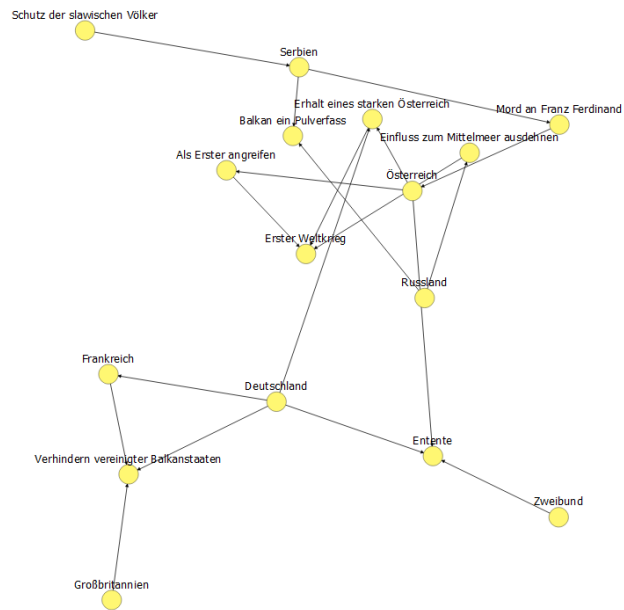 Schutz der slawischen Völker
Serbien
Erhalt eines starken Österreich
Mord an Franz Ferdinand
Balkan ein Pulverfass
Einfluss zum Mittelmeer ausdehnen
Als Erster angreifen
Österreich
Erster Weltkrieg
Russland
Frankreich
Deutschland
Entente
Verhindern vereinigter Balkanstaaten
Zweibund
Großbritannien